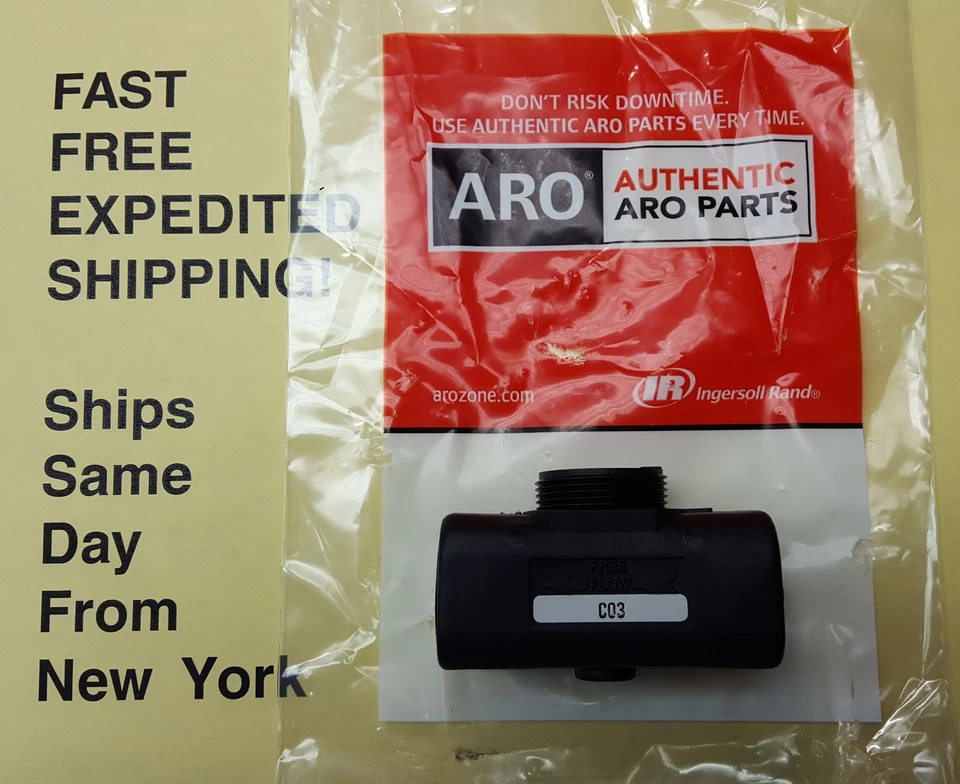 FAST
FREE
EXPEDITED
SHIPPING!
Ships
Same
Day
From
New York
DON'T RISK DOWNTIME.
USE AUTHENTIC ARO PARTS EVERY TIME.
ARO®
AUTHENTIC
ARO PARTS
arozone.com
IR Ingersoll Rand®
FREE
FLOW
C03